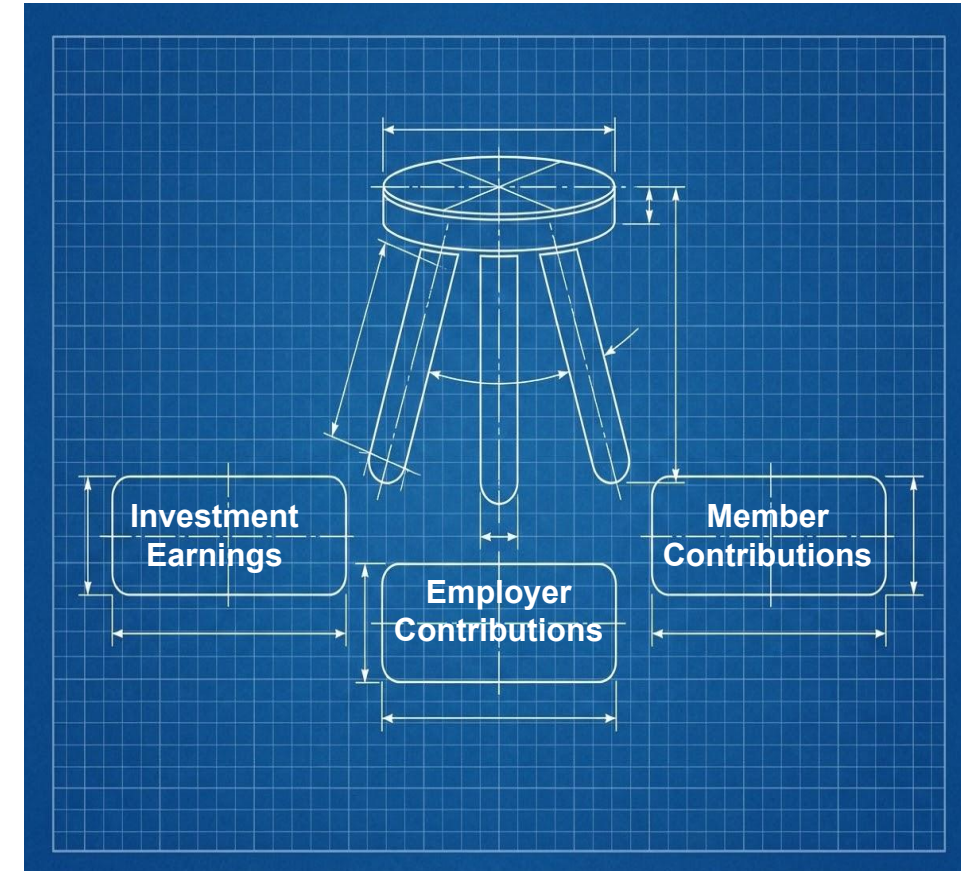 Investment
Earnings
Employer
Contributions
Member
Contributions